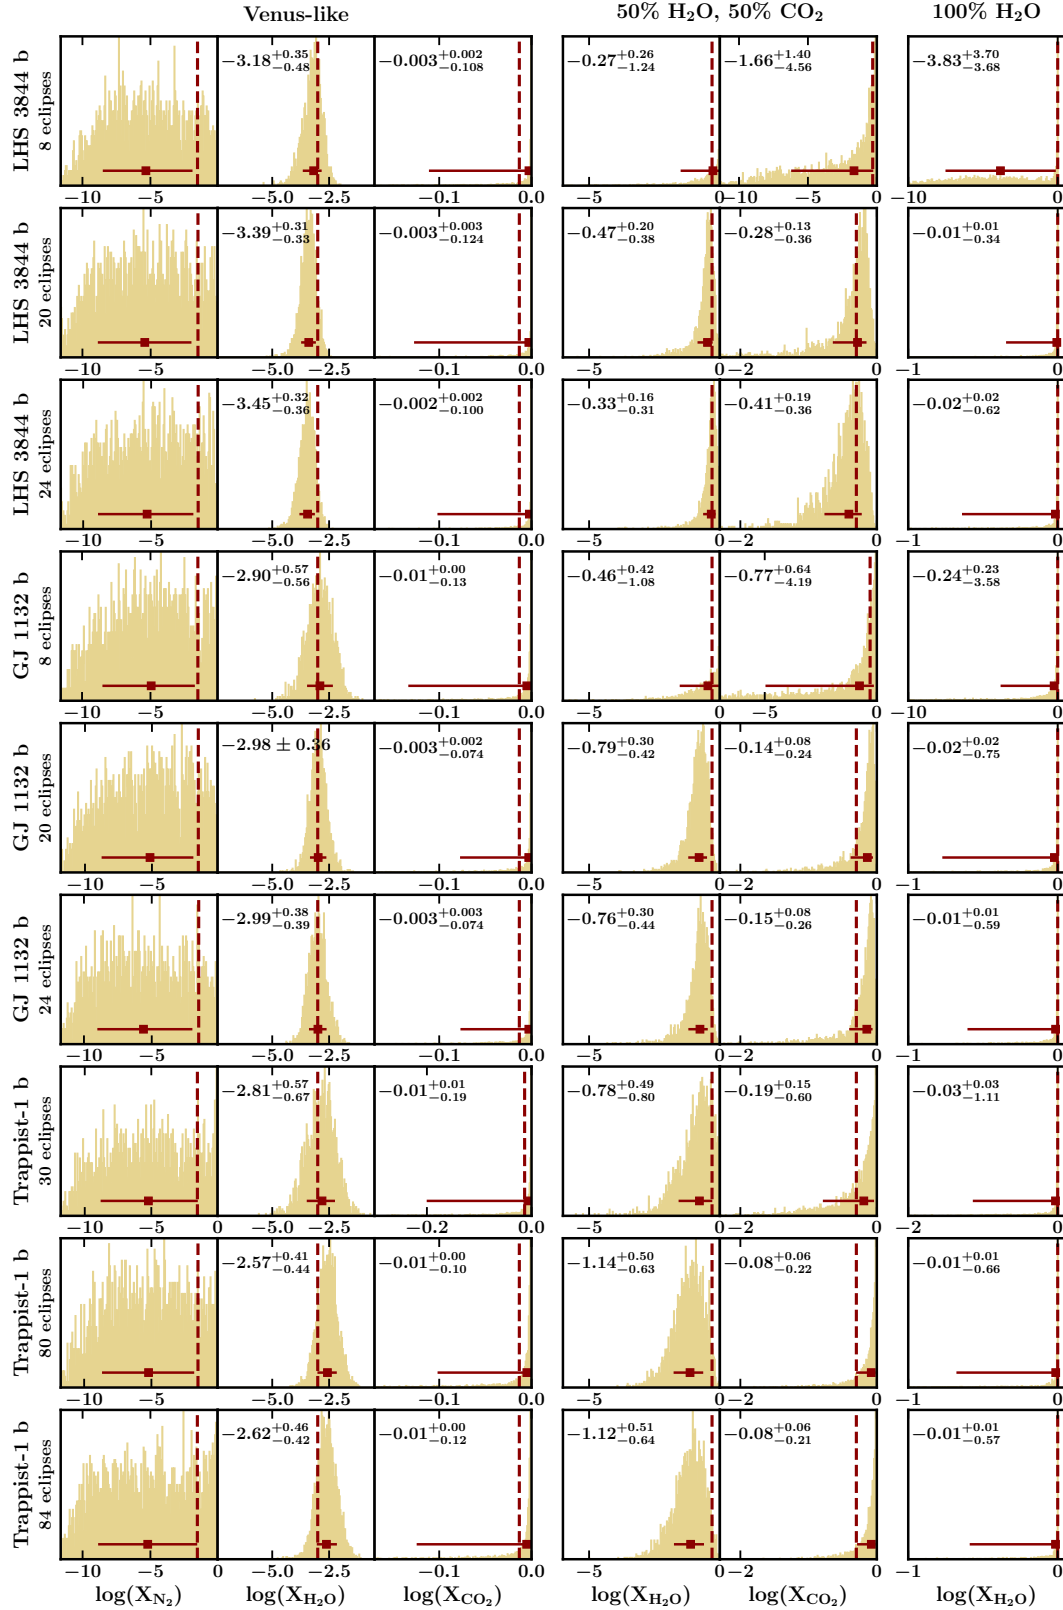 Venus-like 50% H₂O, 50% CO₂ 100% H₂O
LHS 3844 b
8 eclipses
−3.18 +0.35 −0.48
−0.003 +0.002 −0.108
−0.27 +0.26 −1.24
−1.66 +1.40 −4.56
−3.83 +3.70 −3.68
−10 −5 −5.0 −2.5 −0.1 0.0 −5 0 −10 −5 0 −10 0
LHS 3844 b
20 eclipses
−3.39 +0.31 −0.33
−0.003 +0.003 −0.124
−0.47 +0.20 −0.38
−0.28 +0.13 −0.36
−0.01 +0.01 −0.34
−10 −5 −5.0 −2.5 −0.1 0.0 −5 0 −2 0 −1 0
LHS 3844 b
24 eclipses
−3.45 +0.32 −0.36
−0.002 +0.002 −0.100
−0.33 +0.16 −0.31
−0.41 +0.19 −0.36
−0.02 +0.02 −0.62
−10 −5 −5.0 −2.5 −0.1 0.0 −5 0 −2 0 −10 0
GJ 1132 b
8 eclipses
−2.90 +0.57 −0.56
−0.01 +0.00 −0.13
−0.46 +0.42 −1.08
−0.77 +0.64 −4.19
−0.24 +0.23 −3.58
−10 −5 −5.0 −2.5 −0.1 0.0 −5 0 −5 0 −10 0
GJ 1132 b
20 eclipses
−2.98 ± 0.36
−0.003 +0.002 −0.074
−0.79 +0.30 −0.42
−0.14 +0.08 −0.24
−0.02 +0.02 −0.75
−10 −5 −5.0 −2.5 −0.1 0.0 −5 0 −2 0 −1 0
GJ 1132 b
24 eclipses
−2.99 +0.38 −0.39
−0.003 +0.003 −0.074
−0.76 +0.30 −0.44
−0.15 +0.08 −0.26
−0.01 +0.01 −0.59
−10 −5 −5.0 −2.5 −0.1 0.0 −5 0 −2 0 −1 0
Trappist-1 b
30 eclipses
−2.81 +0.57 −0.67
−0.01 +0.01 −0.19
−0.78 +0.49 −0.80
−0.19 +0.15 −0.60
−0.03 +0.03 −1.11
−10 −5 0 −5.0 −2.5 −0.2 0.0 −5 0 −2 0 −2 0
Trappist-1 b
80 eclipses
−2.57 +0.41 −0.44
−0.01 +0.00 −0.10
−1.14 +0.50 −0.63
−0.08 +0.06 −0.22
−0.01 +0.01 −0.66
−10 −5 0 −5.0 −2.5 −0.1 0.0 −5 0 −2 0 −1 0
Trappist-1 b
84 eclipses
−2.62 +0.46 −0.42
−0.01 +0.00 −0.12
−1.12 +0.51 −0.64
−0.08 +0.06 −0.21
−0.01 +0.01 −0.57
−10 −5 0 −5.0 −2.5 −0.1 0.0 −5 0 −2 0 −1 0
log(X_N₂) log(X_H₂O) log(X_CO₂) log(X_H₂O) log(X_CO₂) log(X_H₂O)